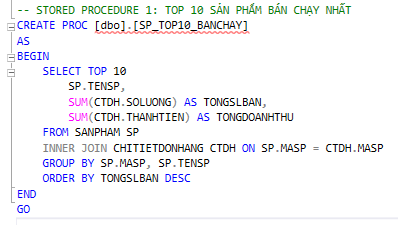 -- STORED PROCEDURE 1: TOP 10 SẢN PHẨM BÁN CHẠY NHẤT
CREATE PROC [dbo].[SP_TOP10_BANCHAY]
AS
BEGIN
    SELECT TOP 10
        SP.TENSP,
        SUM(CTDH.SOLUONG) AS TONGSLBAN,
        SUM(CTDH.THANHTIEN) AS TONGDOANHTHU
    FROM SANPHAM SP
    INNER JOIN CHITIETDONHANG CTDH ON SP.MASP = CTDH.MASP
    GROUP BY SP.MASP, SP.TENSP
    ORDER BY TONGSLBAN DESC
END
GO